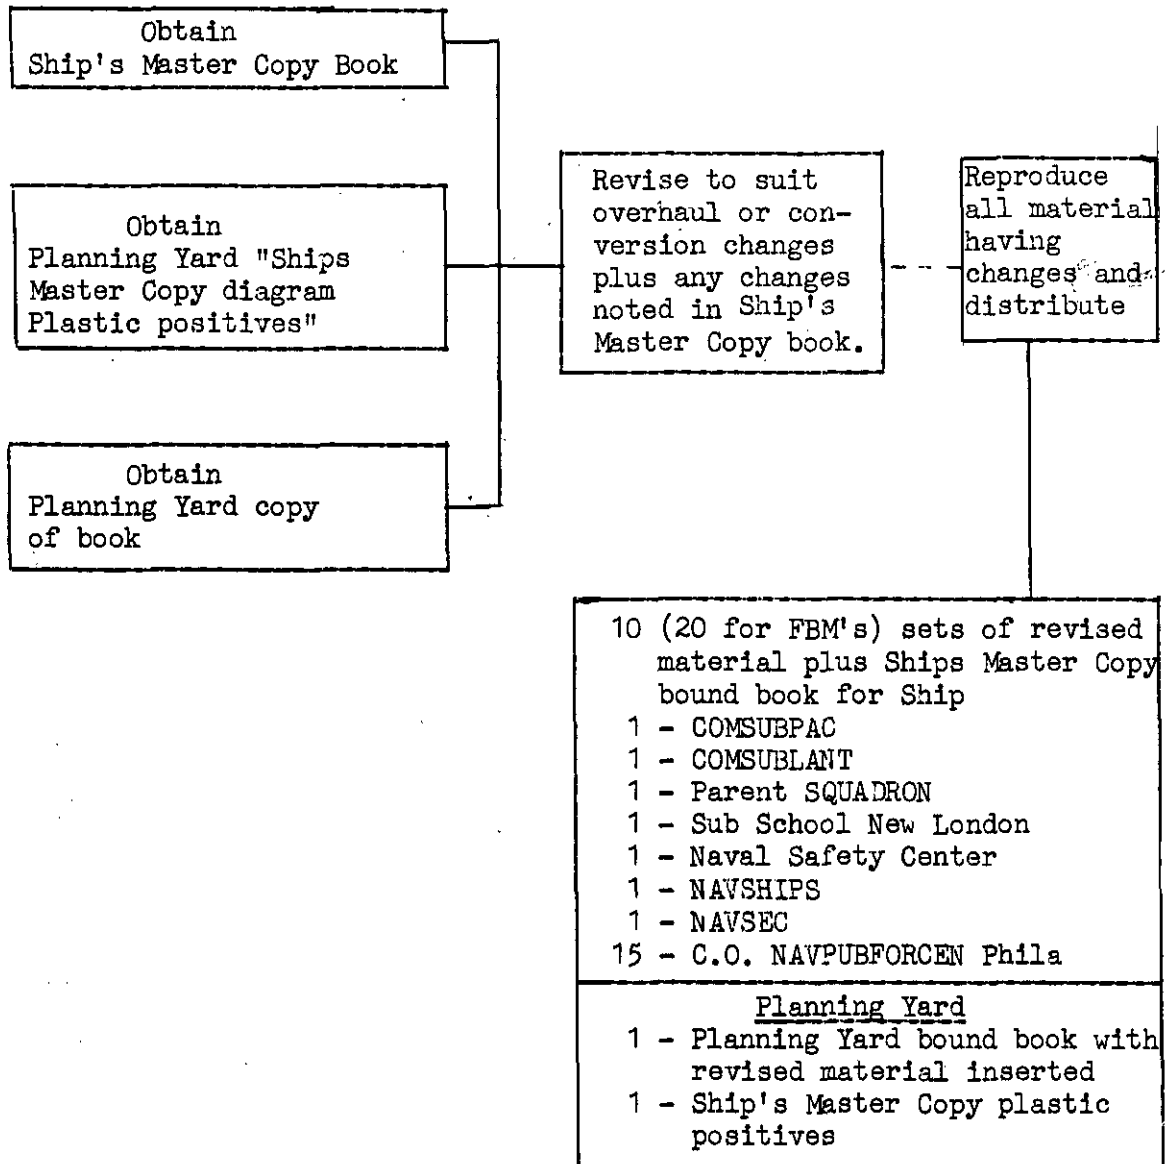 Obtain
Ship's Master Copy Book
Obtain
Planning Yard "Ships
Master Copy diagram
Plastic positives"
Obtain
Planning Yard copy
of book
Revise to suit
overhaul or con-
version changes
plus any changes
noted in Ship's
Master Copy book.
Reproduce
all material
having
changes and
distribute
10 (20 for FBM's) sets of revised
material plus Ships Master Copy
bound book for Ship
1 - COMSUBPAC
1 - COMSUBLANT
1 - Parent SQUADRON
1 - Sub School New London
1 - Naval Safety Center
1 - NAVSHIPS
1 - NAVSEC
15 - C.O. NAVPUBFORCEN Phila
Planning Yard
1 - Planning Yard bound book with
revised material inserted
1 - Ship's Master Copy plastic
positives